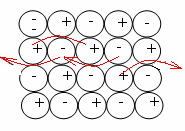 - + - + -
+ - + - +
- + - + -
+ - + - +